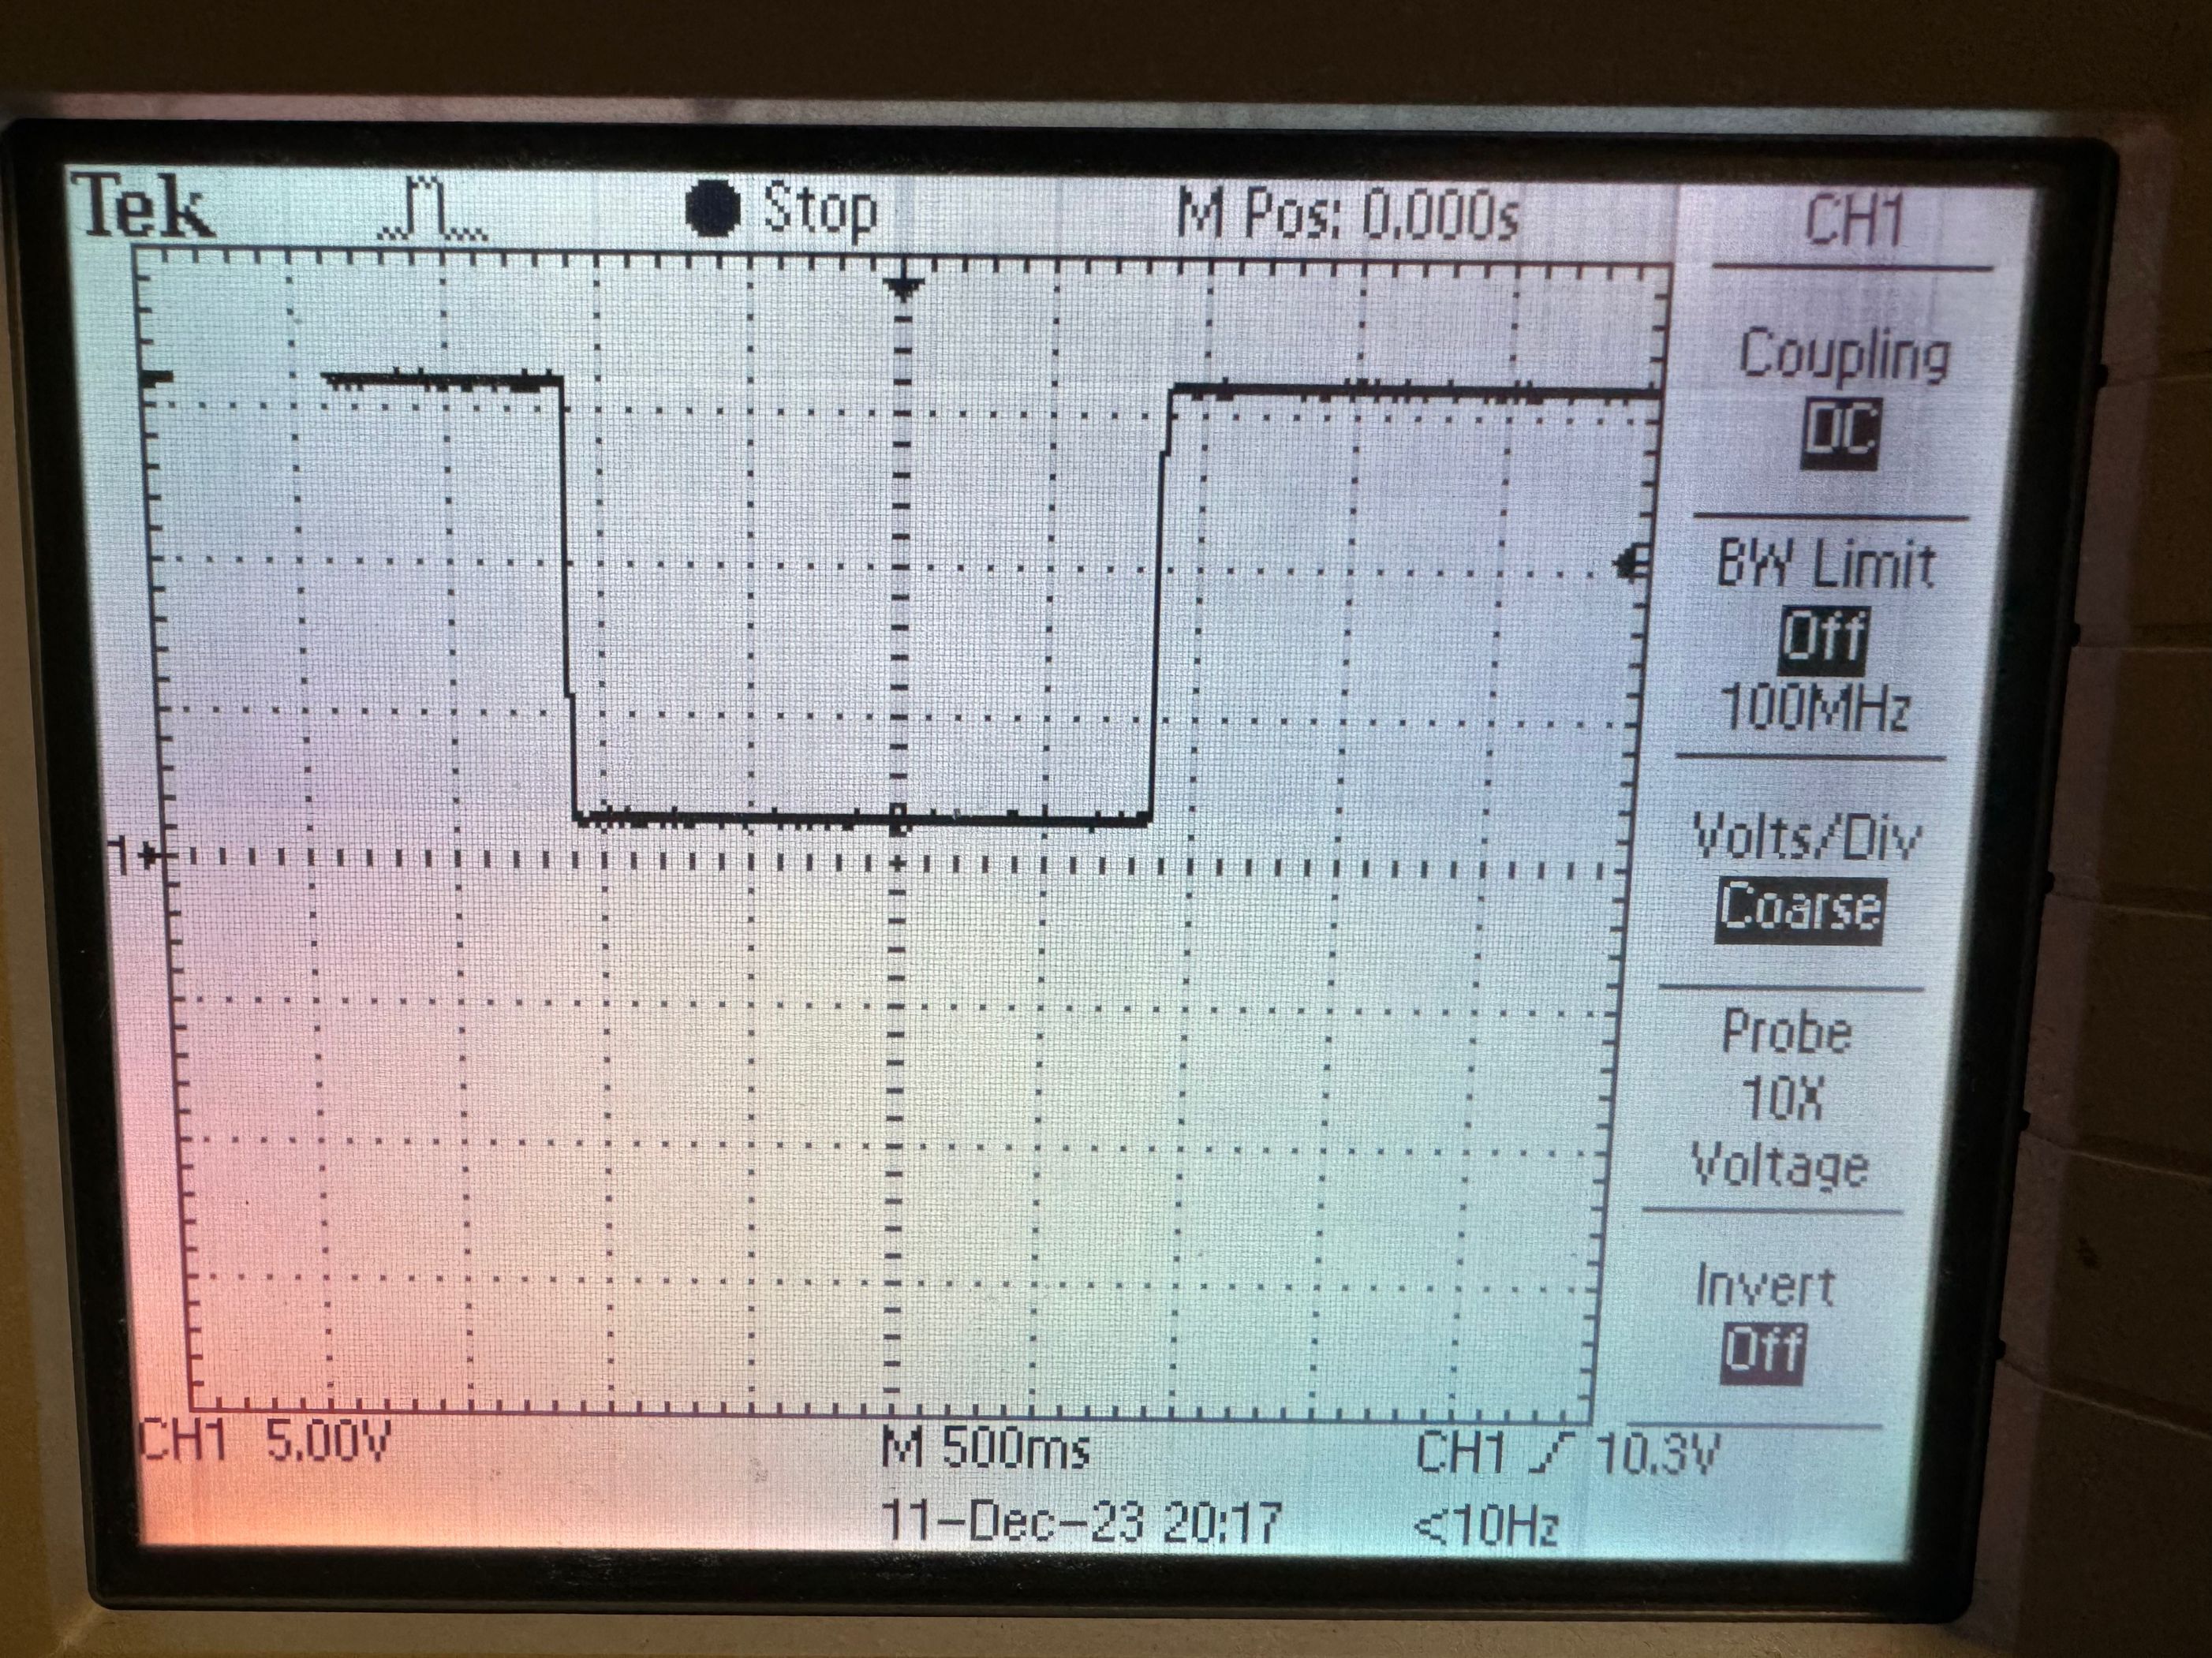 Tek Stop M Pos: 0.000s CH1
Coupling
DC
BW Limit
Off
100MHz
Volts/Div
Coarse
Probe
10X
Voltage
Invert
Off
1
CH1 5.00V M 500ms CH1 10.3V
11-Dec-23 20:17 <10Hz